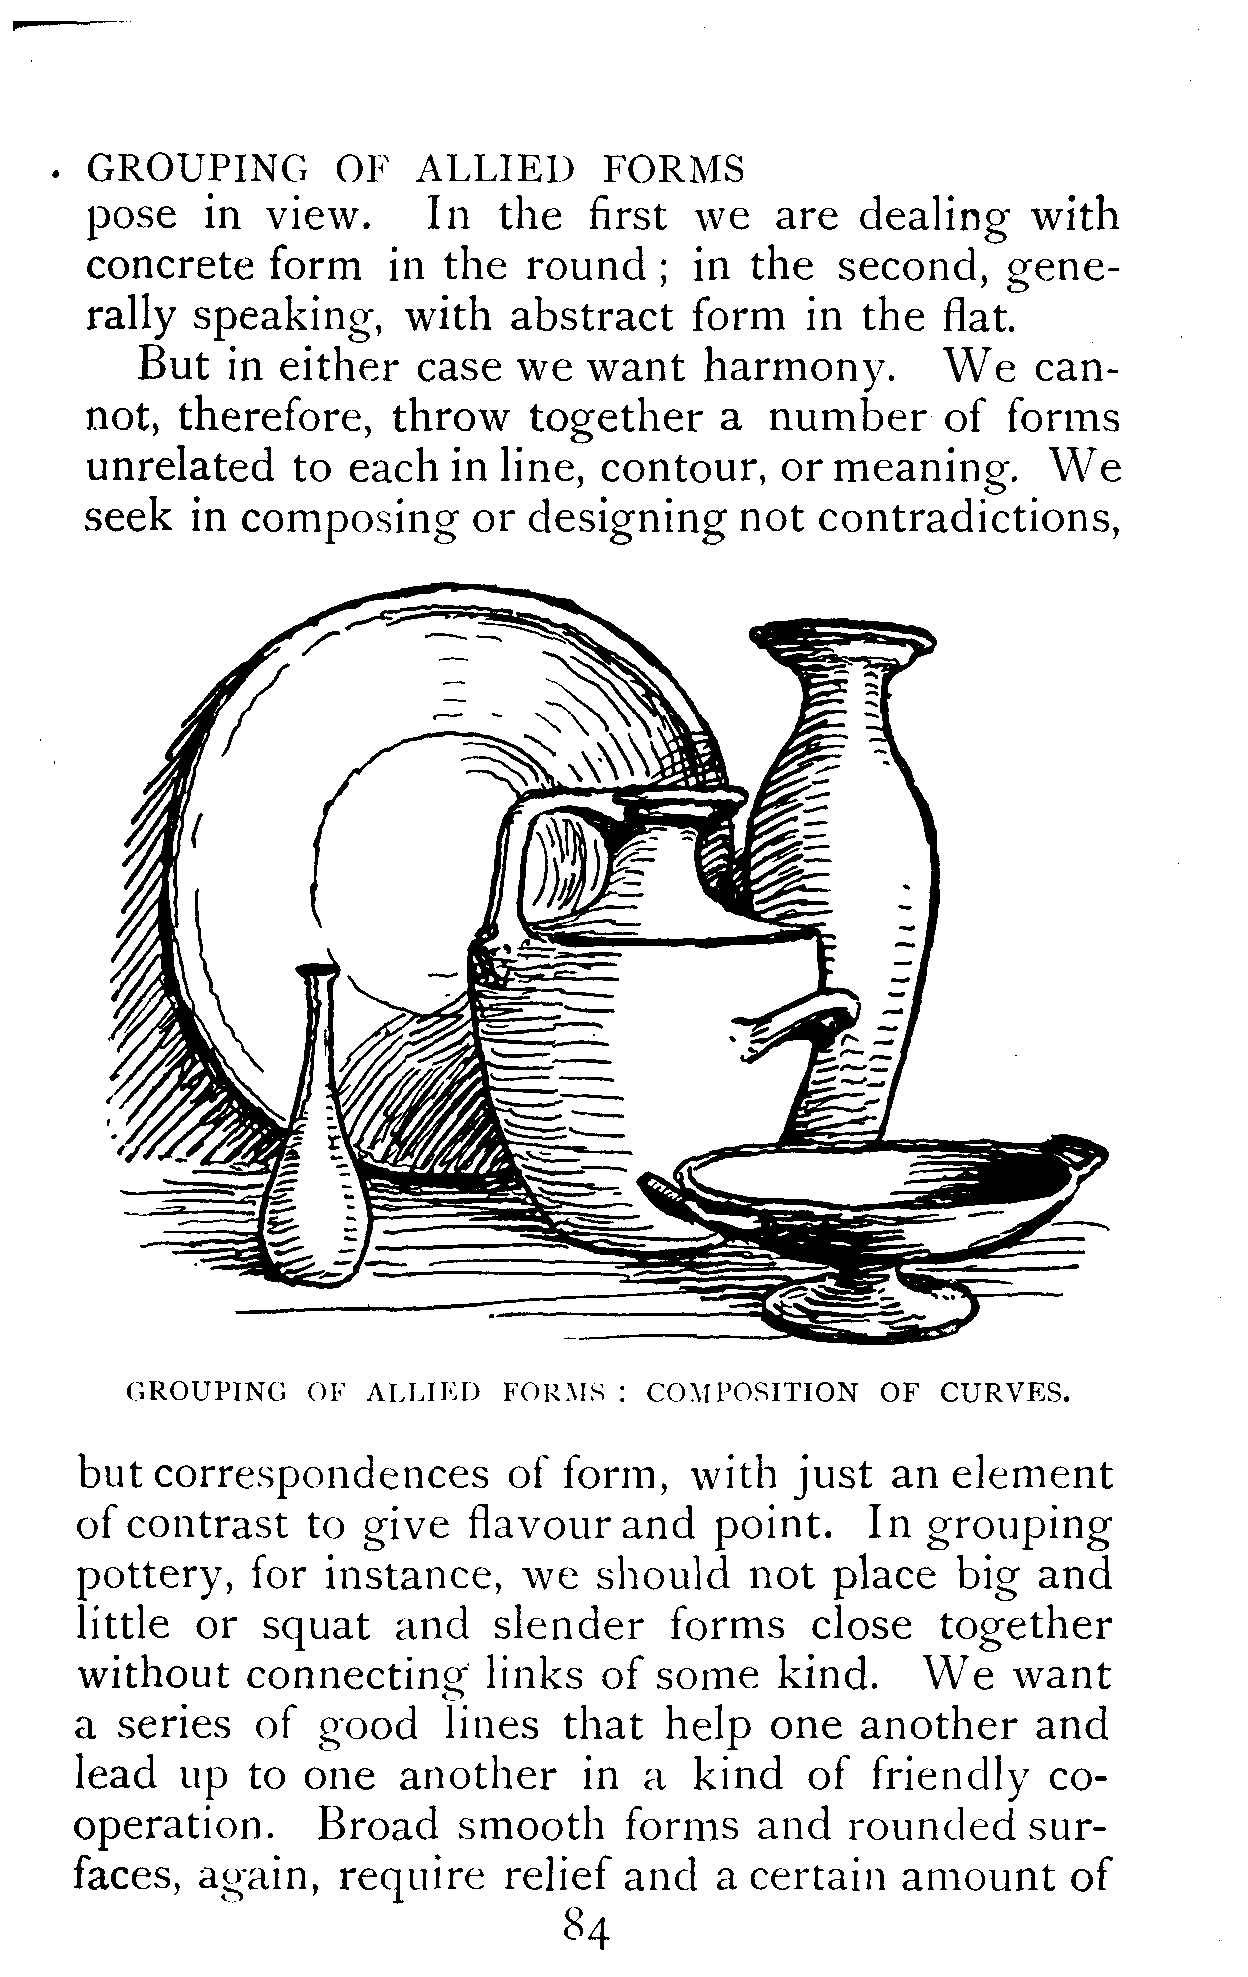 GROUPING OF ALLIED FORMS
pose in view. In the first we are dealing with
concrete form in the round ; in the second, gene-
rally speaking, with abstract form in the flat.
But in either case we want harmony. We can-
not, therefore, throw together a number of forms
unrelated to each in line, contour, or meaning. We
seek in composing or designing not contradictions,
GROUPING OF ALLIED FORMS : COMPOSITION OF CURVES.
but correspondences of form, with just an element
of contrast to give flavour and point. In grouping
pottery, for instance, we should not place big and
little or squat and slender forms close together
without connecting links of some kind. We want
a series of good lines that help one another and
lead up to one another in a kind of friendly co-
operation. Broad smooth forms and rounded sur-
faces, again, require relief and a certain amount of
84